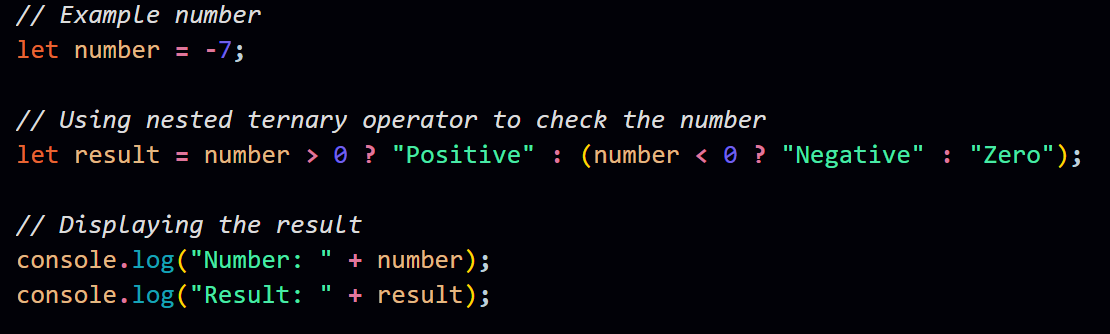 // Example number
let number = -7;
// Using nested ternary operator to check the number
let result = number > 0 ? "Positive" : (number < 0 ? "Negative" : "Zero");
// Displaying the result
console.log("Number: " + number);
console.log("Result: " + result);